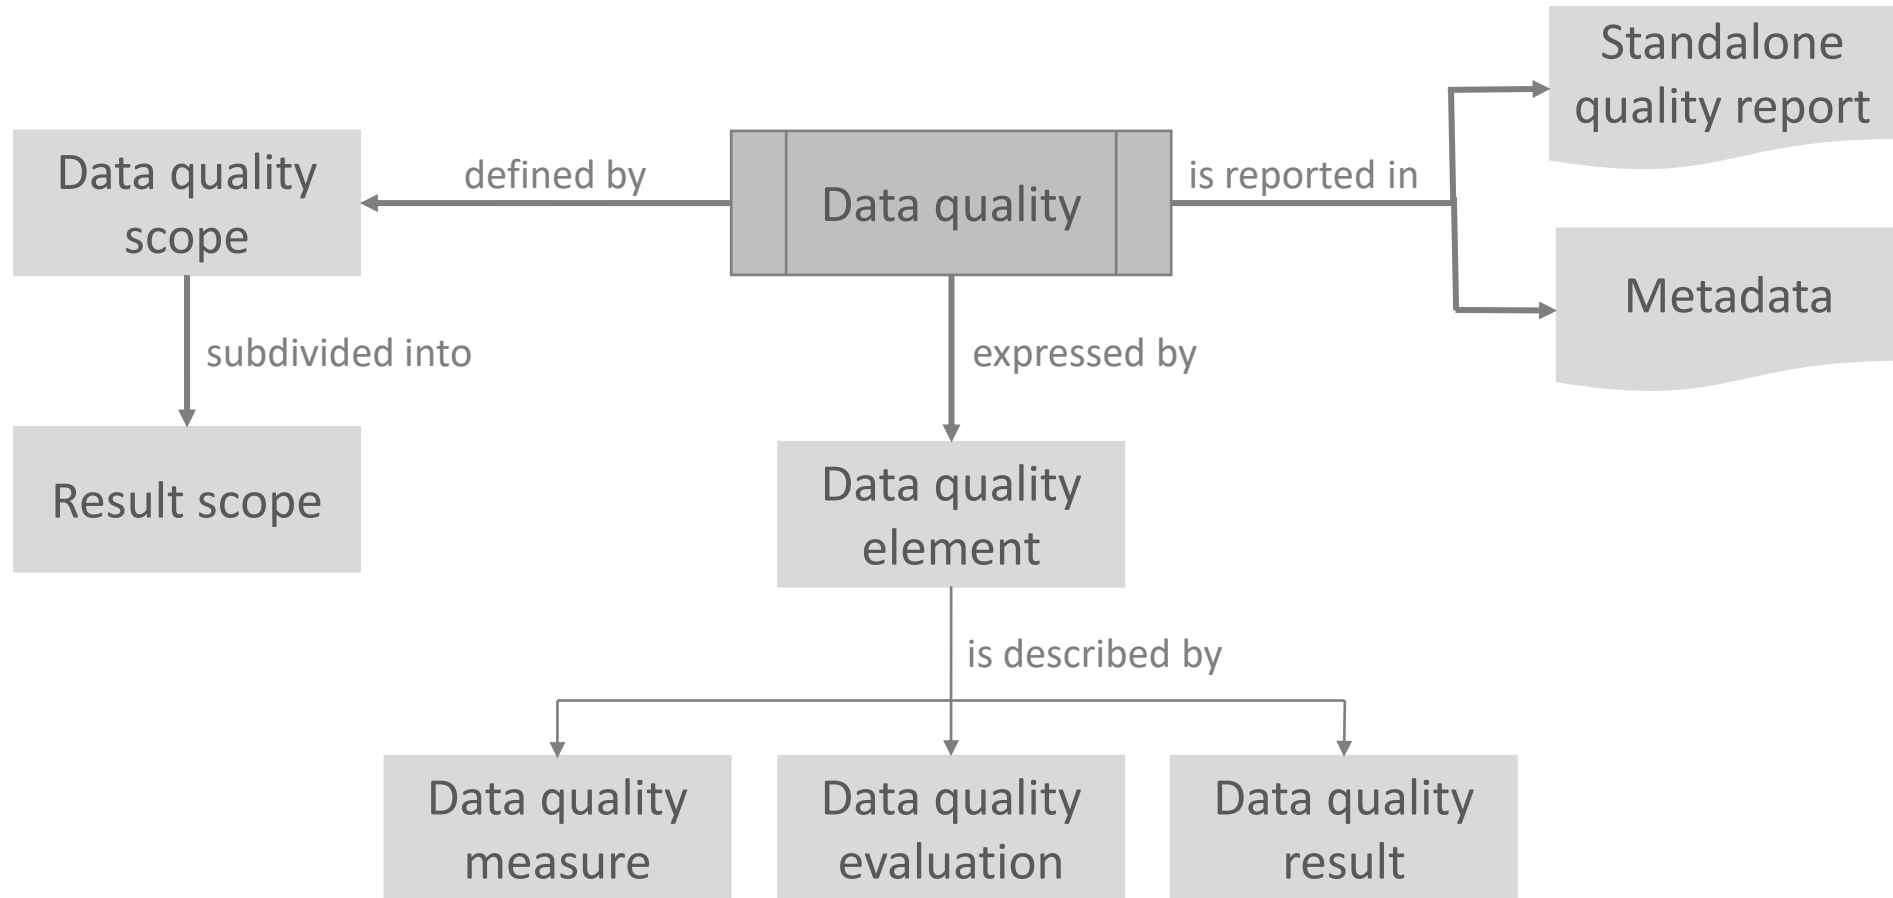 Standalone
quality report
Data quality
scope
defined by
Data quality
is reported in
Metadata
subdivided into
expressed by
Result scope
Data quality
element
is described by
Data quality
measure
Data quality
evaluation
Data quality
result